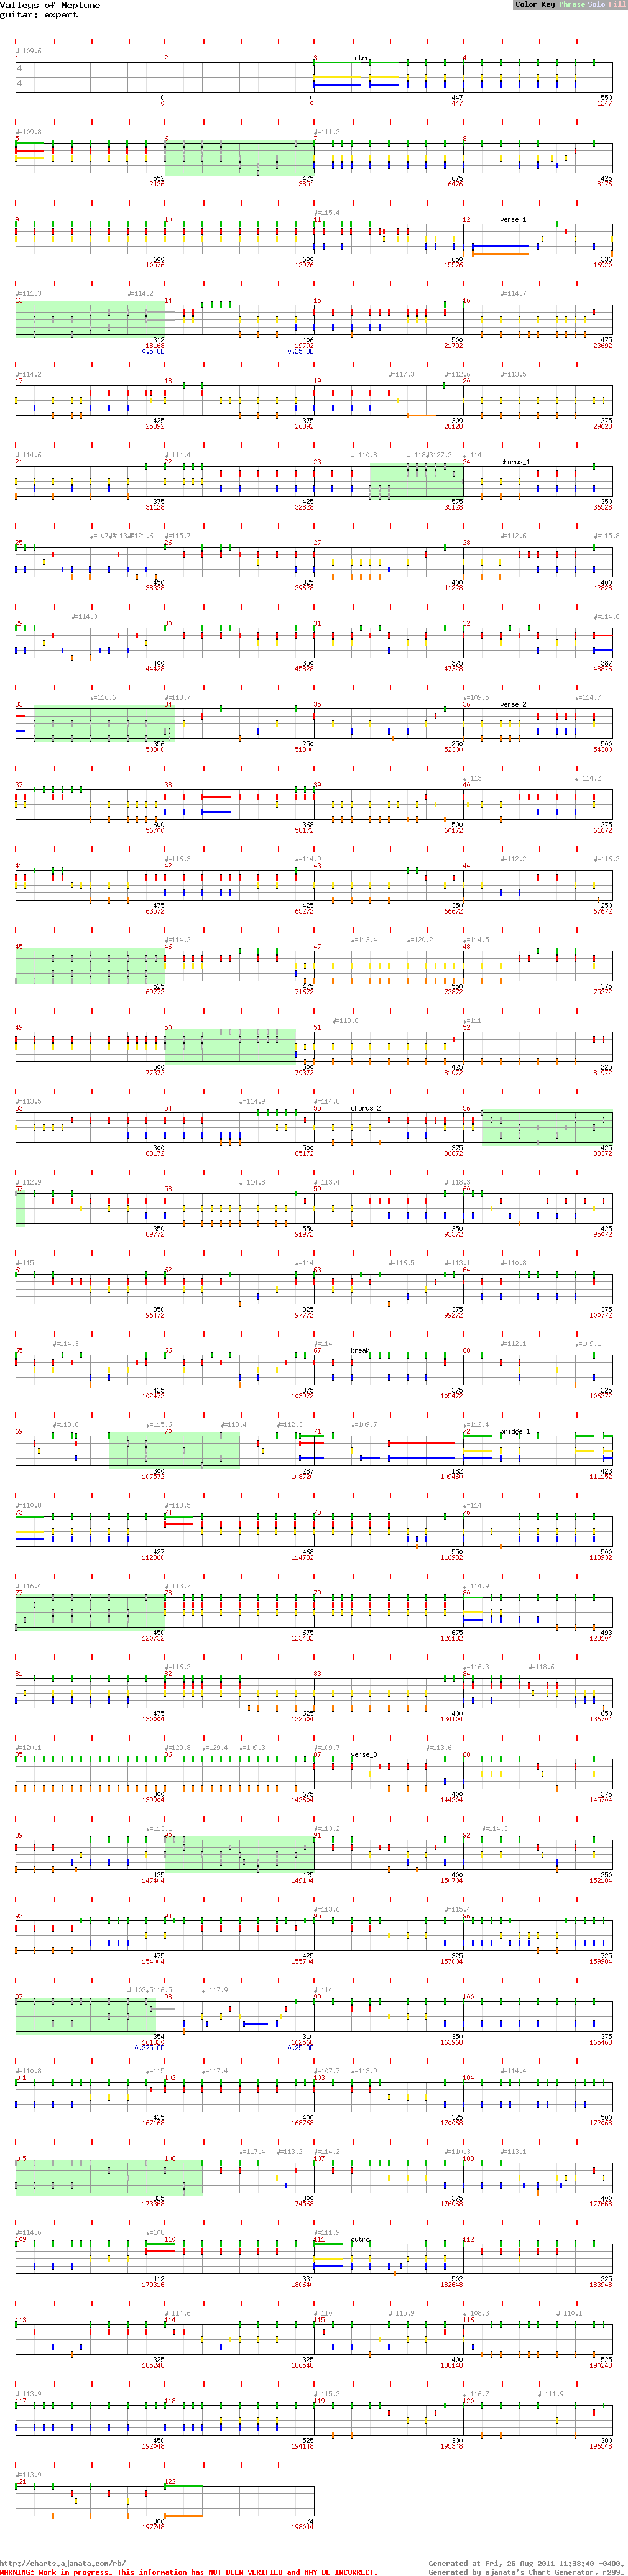 Valleys of Neptune
guitar: expert
Color Key Phrase Solo Fill
♩=109.6
1 2 3 intro 4
0 0 447 550
0 0 447 1247
♩=109.8 ♩=111.3
5 6 7 8
552 475 675 425
2426 3851 6476 8176
♩=115.4
9 10 11 12 verse_1
600 600 650 336
10576 12976 15576 16920
♩=111.3 ♩=114.2 ♩=114.7
13 14 15 16
312 406 500 475
18168 19792 21792 23692
0.5 OD 0.25 OD
♩=114.2 ♩=117.3 ♩=112.6 ♩=113.5
17 18 19 20
425 375 309 375
25392 26892 28128 29628
♩=114.6 ♩=114.4 ♩=110.8 ♩=127.3 ♩=114
21 22 23 24 chorus_1
375 425 575 350
31128 32828 35128 36528
♩=121.6 ♩=115.7 ♩=112.6 ♩=115.8
25 26 27 28
450 325 400 400
38328 39628 41228 42828
♩=114.3 ♩=114.6
29 30 31 32
400 350 375 387
44428 45828 47328 48876
♩=116.6 ♩=113.7 ♩=109.5 ♩=114.7
33 34 35 36 verse_2
356 250 250 500
50300 51300 52300 54300
♩=113 ♩=114.2
37 38 39 40
600 368 500 375
56700 58172 60172 61672
♩=116.3 ♩=114.9 ♩=112.2 ♩=116.2
41 42 43 44
475 425 350 250
63572 65272 66672 67672
♩=114.2 ♩=113.4 ♩=120.2 ♩=114.5
45 46 47 48
525 475 550 375
69772 71672 73872 75372
♩=113.6 ♩=111
49 50 51 52
500 500 425 225
77372 79372 81072 81972
♩=113.5 ♩=114.9 ♩=114.8
53 54 55 chorus_2 56
300 500 375 425
83172 85172 86672 88372
♩=112.9 ♩=114.8 ♩=113.4 ♩=118.3
57 58 59 60
350 550 350 425
89772 91972 93372 95072
♩=115 ♩=114 ♩=116.5 ♩=113.1 ♩=110.8
61 62 63 64
350 325 375 375
96472 97772 99272 100772
♩=114.3 ♩=114 ♩=112.1 ♩=109.1
65 66 67 break 68
425 375 375 225
102472 103972 105472 106372
♩=113.8 ♩=115.6 ♩=113.4 ♩=112.3 ♩=109.7 ♩=112.4
69 70 71 72 bridge_1
300 287 182 423
107572 108720 109460 111152
♩=110.8 ♩=113.5 ♩=114
73 74 75 76
427 468 550 500
112860 114732 116932 118932
♩=116.4 ♩=113.7 ♩=114.9
77 78 79 80
450 675 675 493
120732 123432 126132 128104
♩=116.2 ♩=116.3 ♩=118.6
81 82 83 84
475 625 400 650
130004 132504 134104 136704
♩=120.1 ♩=129.8 ♩=129.4 ♩=109.3 ♩=109.7 ♩=113.6
85 86 87 verse_3 88
800 675 400 375
139904 142604 144204 145704
♩=113.1 ♩=113.2 ♩=114.3
89 90 91 92
425 425 400 350
147404 149104 150704 152104
♩=113.6 ♩=115.4
93 94 95 96
475 425 325 725
154004 155704 157004 159904
♩=116.5 ♩=117.9 ♩=114
97 98 99 100
354 310 350 375
161320 162568 163968 165468
0.375 OD 0.25 OD
♩=110.8 ♩=115 ♩=117.4 ♩=107.7 ♩=113.9 ♩=114.4
101 102 103 104
425 400 325 500
167168 168768 170068 172068
♩=117.4 ♩=113.2 ♩=114.2 ♩=110.3 ♩=113.1
105 106 107 108
325 300 375 400
173368 174568 176068 177668
♩=114.6 ♩=108 ♩=111.9
109 110 111 outro 112
412 331 502 325
179316 180640 182648 183948
♩=114.6 ♩=110 ♩=115.9 ♩=108.3 ♩=110.1
113 114 115 116
325 325 400 525
185248 186548 188148 190248
♩=113.9 ♩=115.2 ♩=116.7 ♩=111.9
117 118 119 120
450 525 300 300
192048 194148 195348 196548
♩=113.9
121 122
300 74
197748 198044
http://charts.ajanata.com/rb/ Generated at Fri, 26 Aug 2011 11:38:40 -0400.
WARNING: Work in progress. This information has NOT BEEN VERIFIED and MAY BE INCORRECT. Generated by ajanata's Chart Generator, r299.